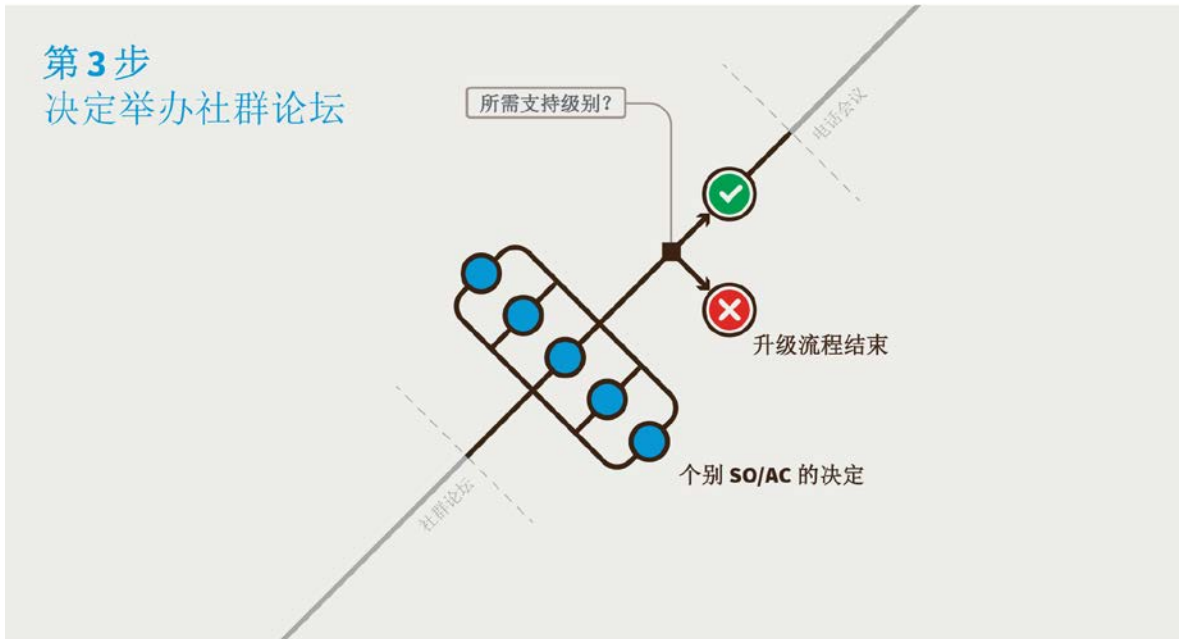 第 3 步
决定举办社群论坛
所需支持级别？
电话会议
升级流程结束
个别 SO/AC 的决定
社群论坛